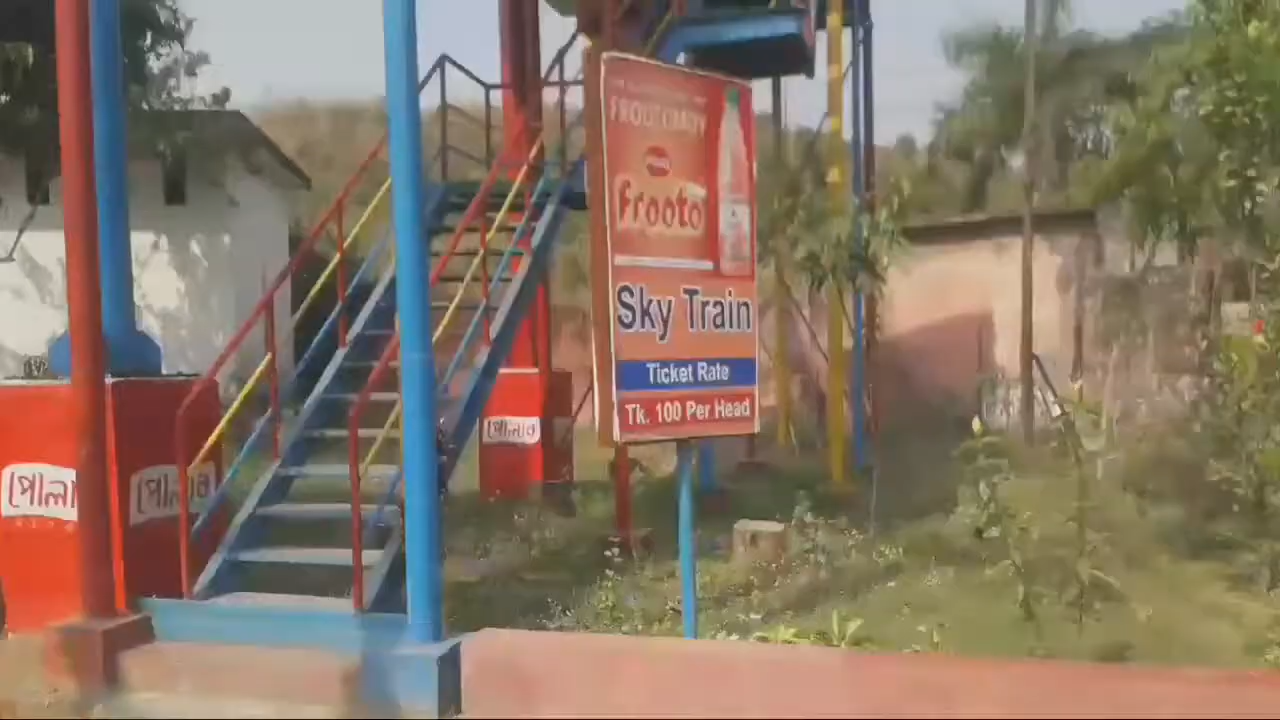 frooto
Sky Train
Ticket Rate
Tk. 100 Per Head
পোলার
পোলা
পোলার